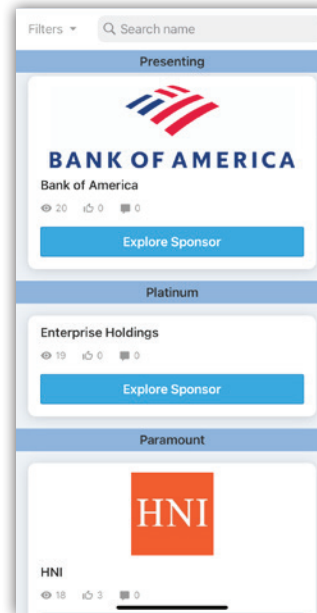 Filters
Search name
Presenting
BANK OF AMERICA
Bank of America
20 0 0
Explore Sponsor
Platinum
Enterprise Holdings
19 0 0
Explore Sponsor
Paramount
HNI
HNI
18 3 0